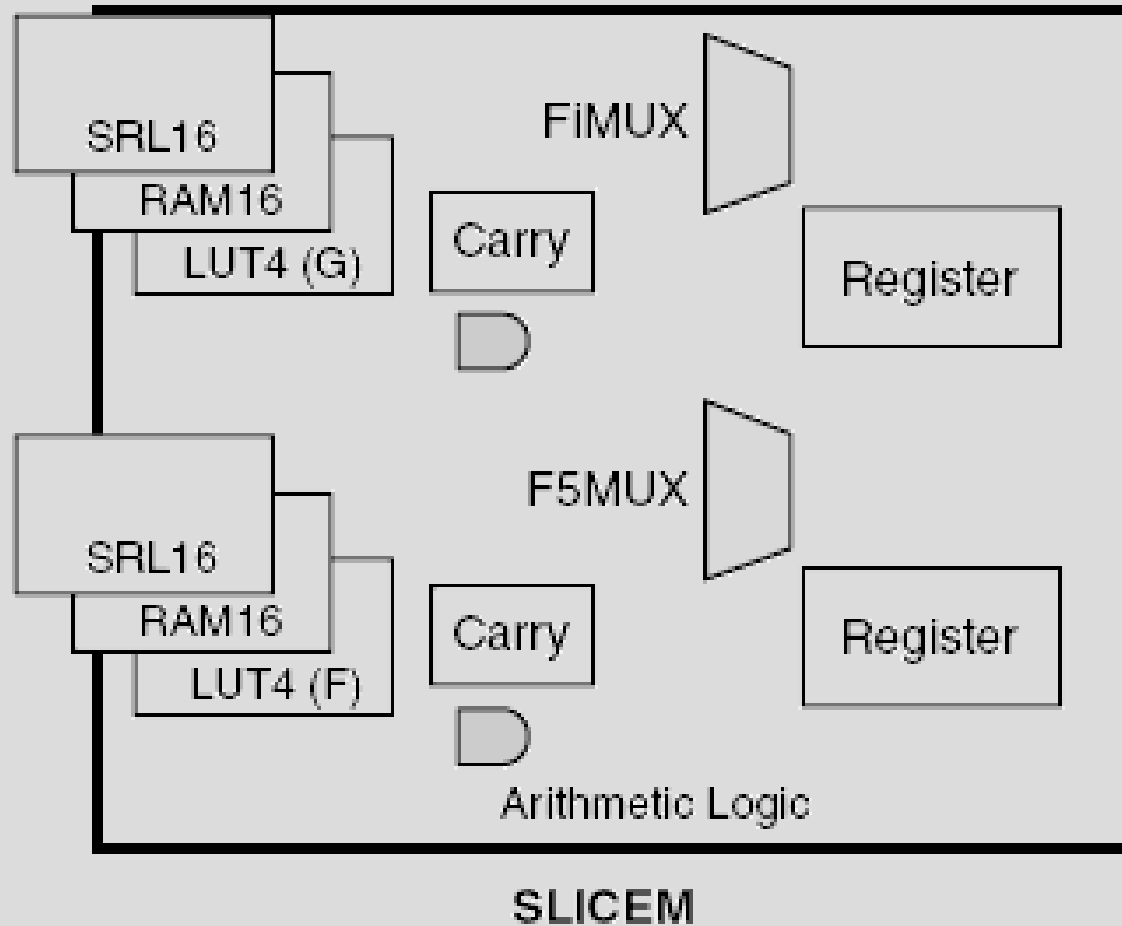 SRL16
RAM16
LUT4 (G)
Carry
FiMUX
Register
SRL16
RAM16
LUT4 (F)
Carry
F5MUX
Register
Arithmetic Logic
SLICEM